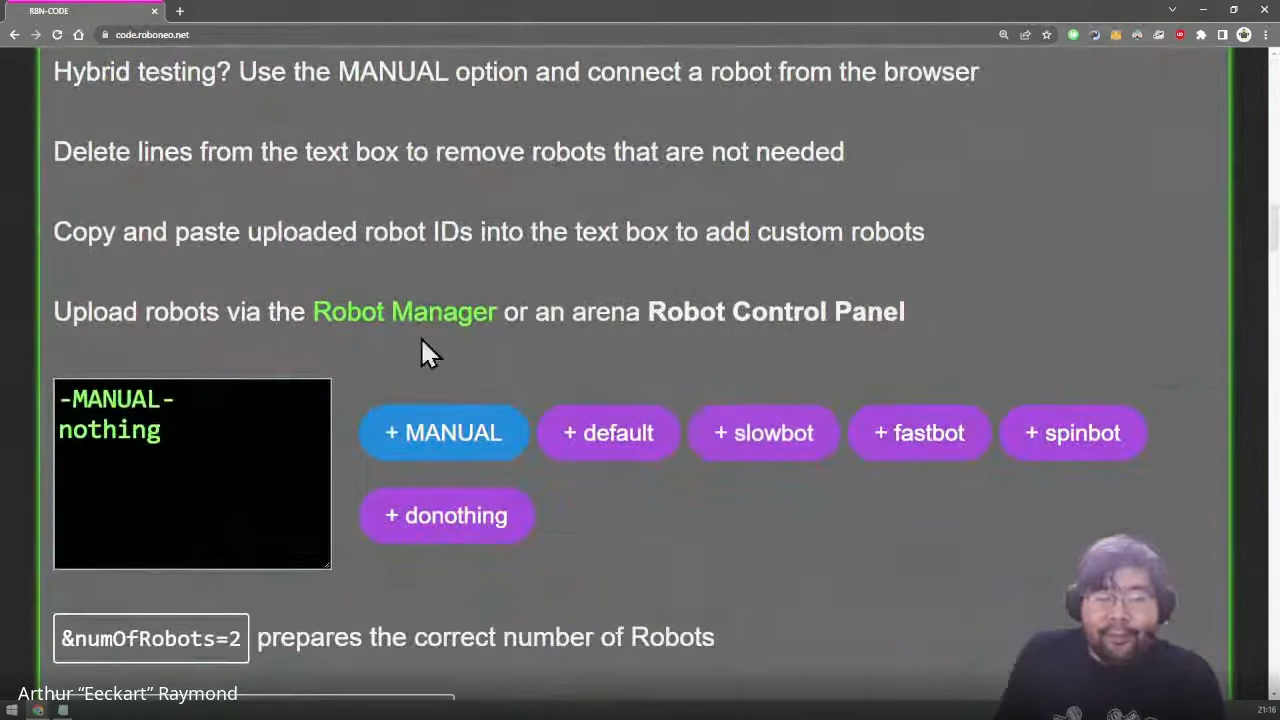 RBN-CODE
code.roboneo.net
Hybrid testing? Use the MANUAL option and connect a robot from the browser
Delete lines from the text box to remove robots that are not needed
Copy and paste uploaded robot IDs into the text box to add custom robots
Upload robots via the Robot Manager or an arena Robot Control Panel
-MANUAL-
nothing
+ MANUAL + default + slowbot + fastbot + spinbot
+ donothing
&numOfRobots=2 prepares the correct number of Robots
Arthur “Eeckart” Raymond
21:16